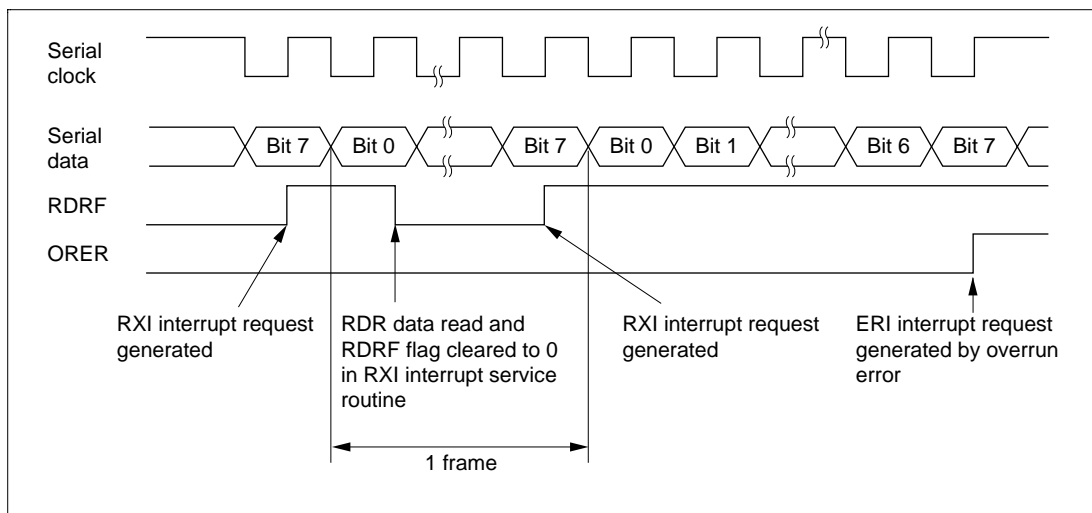 Serial
clock
Serial
data
Bit 7
Bit 0
Bit 7
Bit 0
Bit 1
Bit 6
Bit 7
RDRF
ORER
RXI interrupt request
generated
RDR data read and
RDRF flag cleared to 0
in RXI interrupt service
routine
RXI interrupt request
generated
ERI interrupt request
generated by overrun
error
1 frame